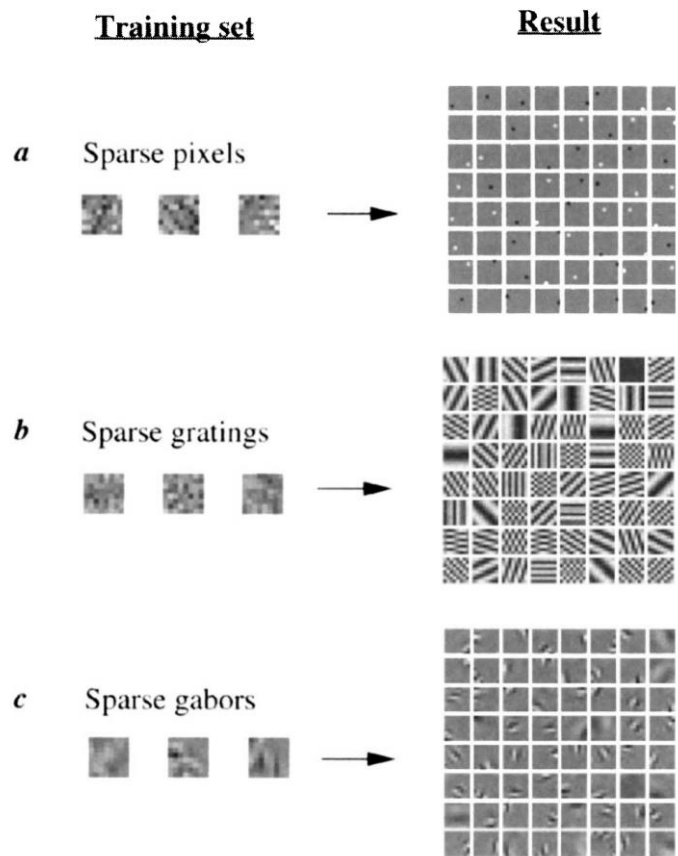 Training set
Result
a Sparse pixels
b Sparse gratings
c Sparse gabors